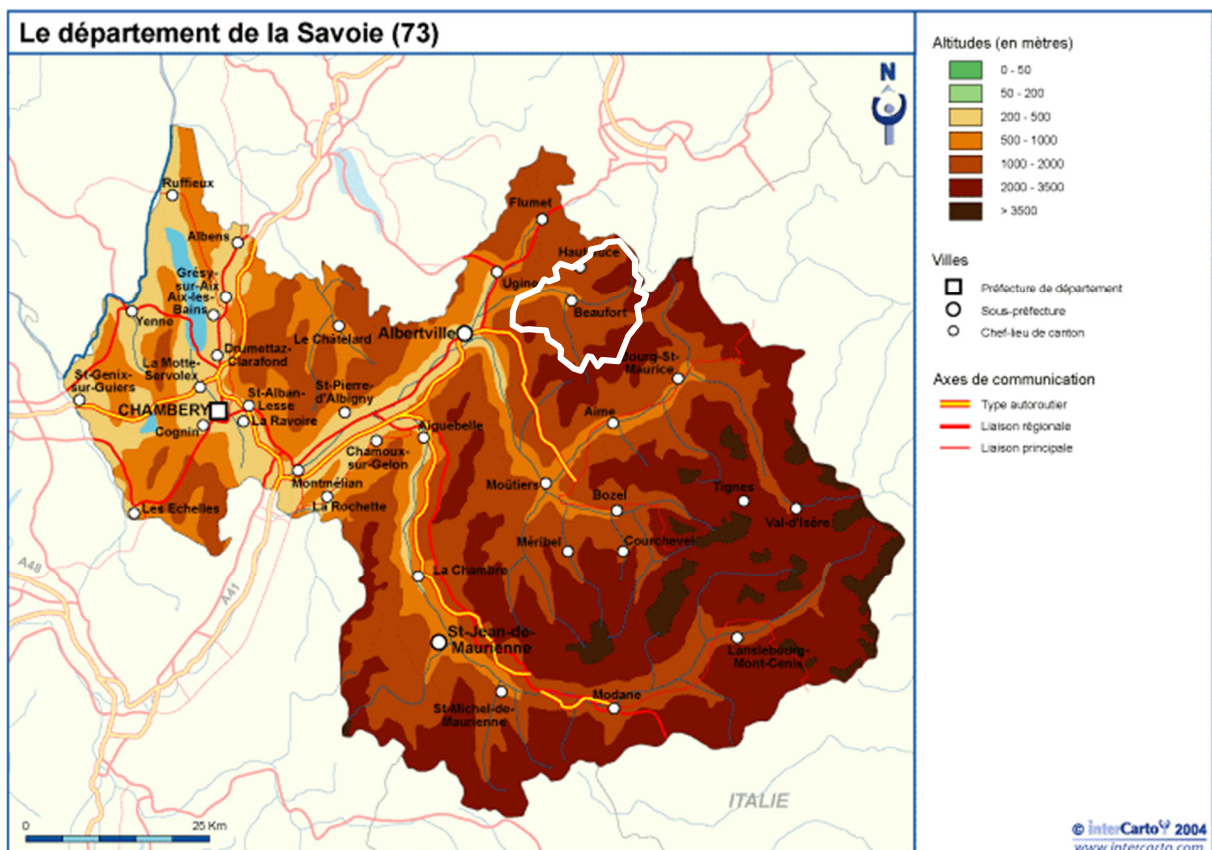 Le département de la Savoie (73)
N
Ruffieux
Albens
Grésy-
sur-Aix
Aix-les-
Bains
Yenne
Drumettaz-
Clarafond
La Motte-
Servolex
St-Genix-
sur-Guiers
CHAMBERY
Cognin
St-Alban-
Lesse
La Ravoire
Les Echelles
Montmélian
La Rochette
Le Châtelard
St-Pierre-
d'Albigny
Chamoux-
sur-Gelon
Aiguebelle
Albertville
Ugine
Flumet
Beaufort
Bourg-St-
Maurice
Aime
Moûtiers
Bozel
Tignes
Val-d'Isère
Méribel
Courchevel
La Chambre
St-Jean-de-
Maurienne
St-Michel-de-
Maurienne
Modane
Lanslebourg-
Mont-Cenis
A48
A41
ITALIE
0 25 Km
Altitudes (en mètres)
0 - 50
50 - 200
200 - 500
500 - 1000
1000 - 2000
2000 - 3500
> 3500
Villes
Préfecture de département
Sous-préfecture
Chef-lieu de canton
Axes de communication
Type autoroutier
Liaison régionale
Liaison principale
© interCarto 2004
www.intercarto.com